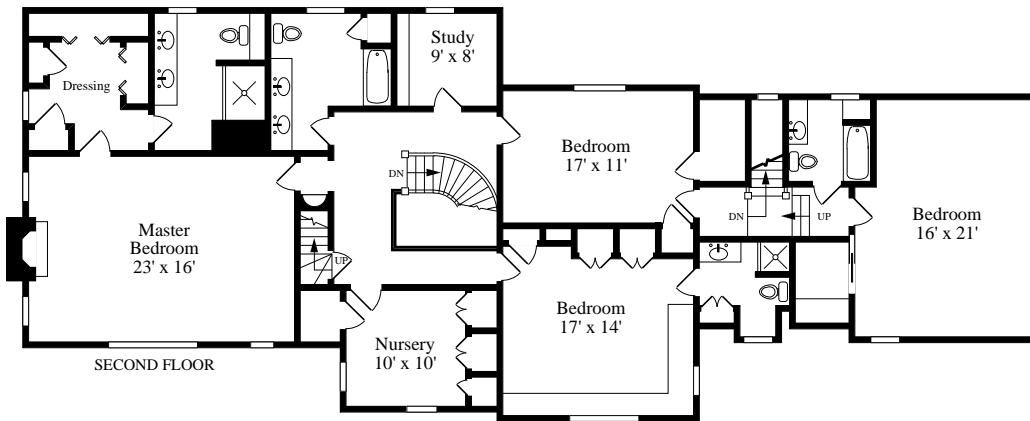 Study
9' x 8'
Dressing
Bedroom
17' x 11'
DN
Master
Bedroom
23' x 16'
UP
DN
UP
Bedroom
16' x 21'
Bedroom
17' x 14'
Nursery
10' x 10'
SECOND FLOOR